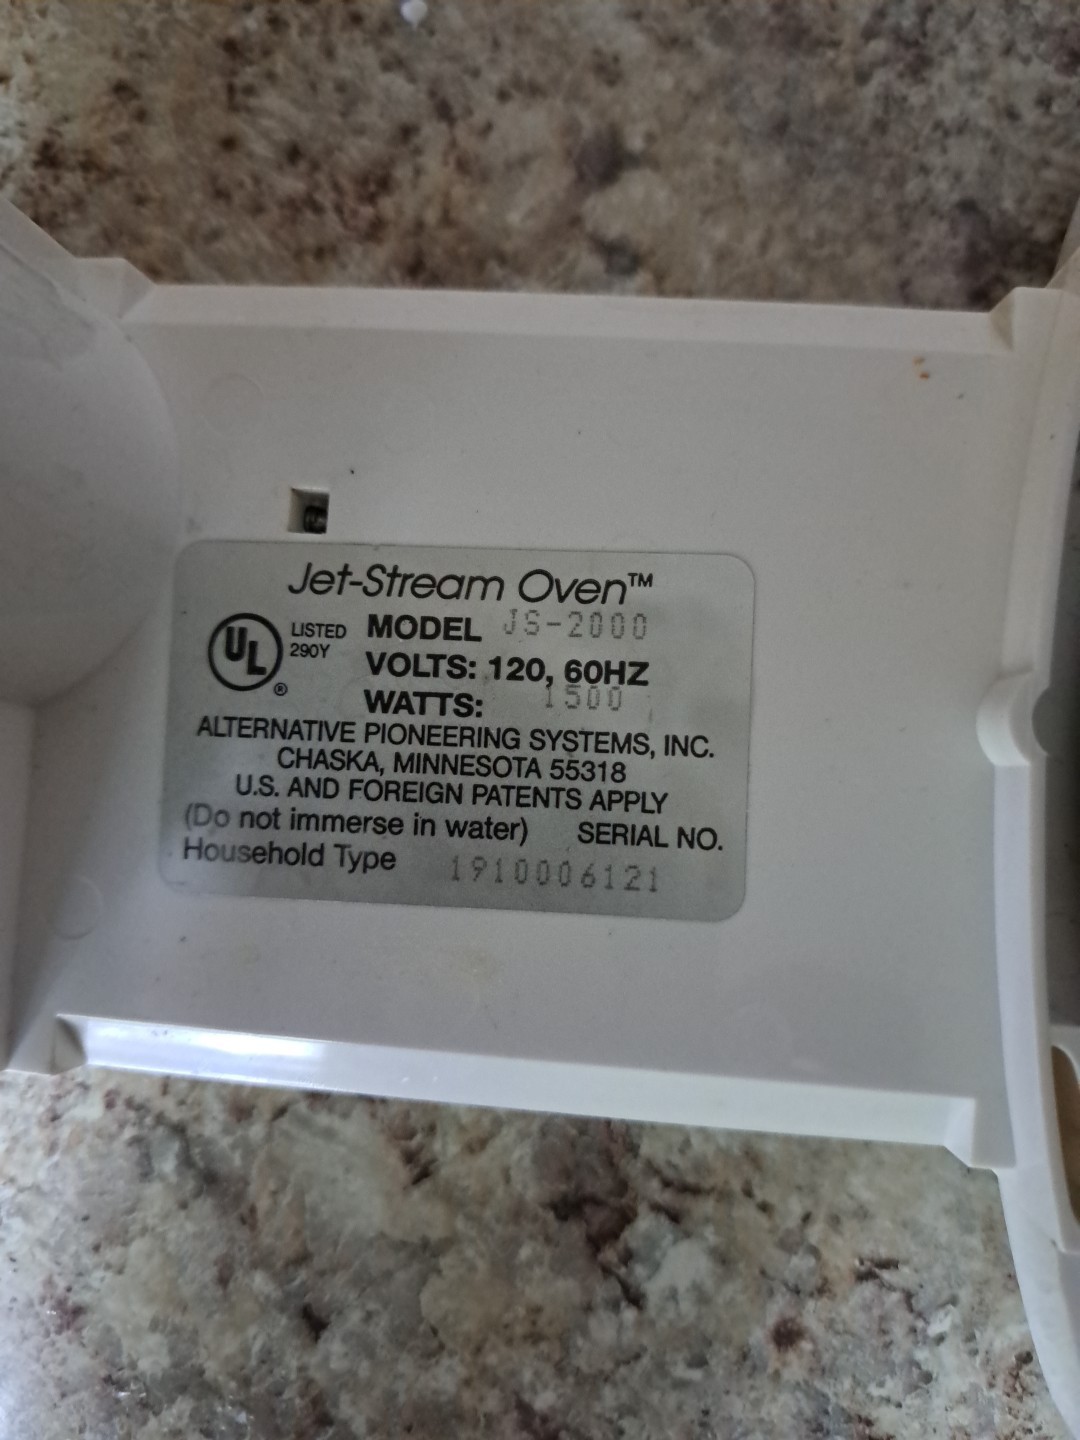 Jet-Stream Oven™
UL LISTED 290Y ®
MODEL JS-2000
VOLTS: 120, 60HZ
WATTS: 1500
ALTERNATIVE PIONEERING SYSTEMS, INC.
CHASKA, MINNESOTA 55318
U.S. AND FOREIGN PATENTS APPLY
(Do not immerse in water) SERIAL NO.
Household Type 1910006121